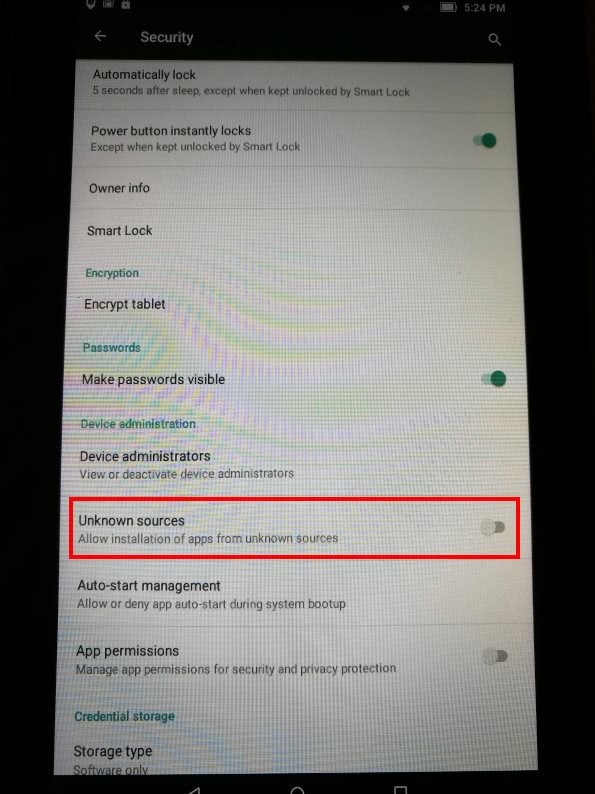 5:24 PM
Security
Automatically lock
5 seconds after sleep, except when kept unlocked by Smart Lock
Power button instantly locks
Except when kept unlocked by Smart Lock
Owner info
Smart Lock
Encryption
Encrypt tablet
Passwords
Make passwords visible
Device administration
Device administrators
View or deactivate device administrators
Unknown sources
Allow installation of apps from unknown sources
Auto-start management
Allow or deny app auto-start during system bootup
App permissions
Manage app permissions for security and privacy protection
Credential storage
Storage type
Software only